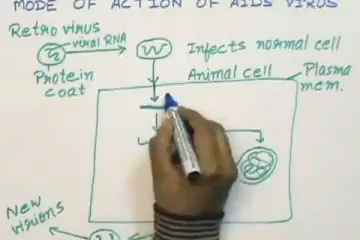 MODE OF ACTION OF AIDS VIRUS
Retro virus
viral RNA
Infects normal cell
Protein
coat
Animal cell
Plasma
mem.
New
virions